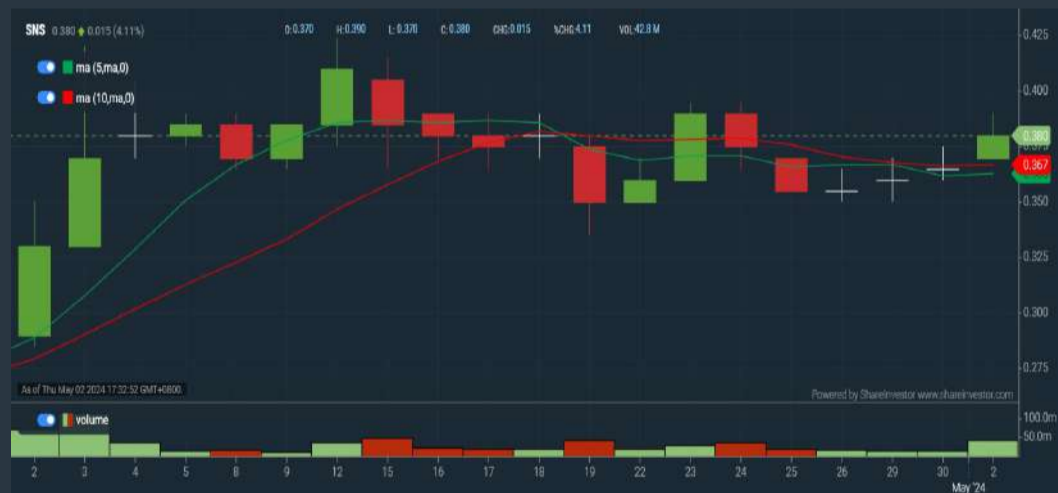 SNS 0.380 0.015 (4.11%) O: 0.370 H: 0.390 L: 0.370 C: 0.380 CHG:0.015 %CHG:4.11 VOL:42.8 M
ma (5,ma,0)
ma (10,ma,0)
0.425
0.400
0.380
0.375
0.367
0.350
0.325
0.300
0.275
As of Thu May 02 2024 17:32:52 GMT+0800.
Powered by ShareInvestor www.shareinvestor.com
volume
100.0m
50.0m
2 3 4 5 8 9 12 15 16 17 18 19 22 23 24 25 26 29 30 2
May '24